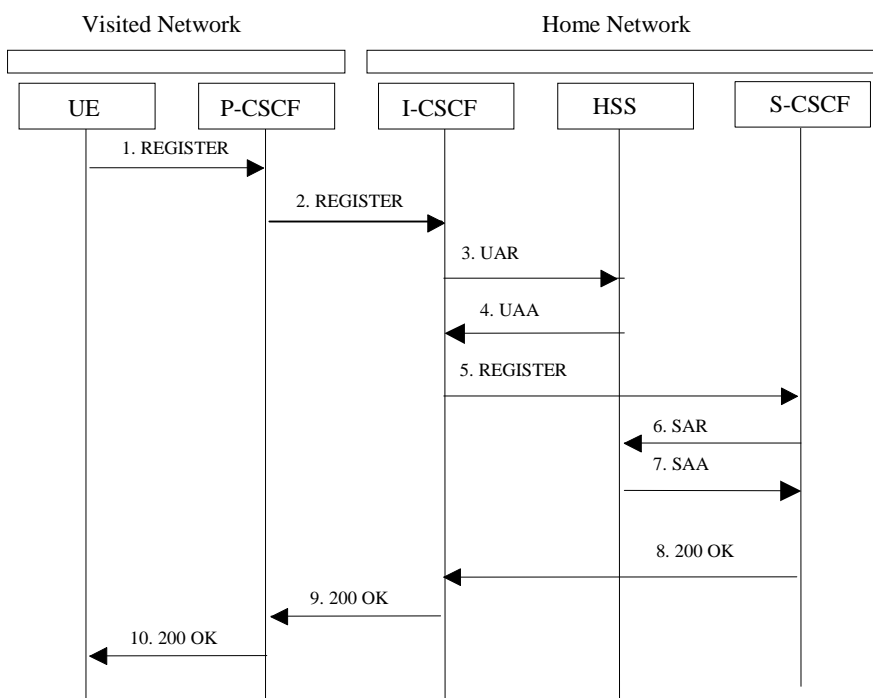 Visited Network
Home Network
UE
P-CSCF
I-CSCF
HSS
S-CSCF
1. REGISTER
2. REGISTER
3. UAR
4. UAA
5. REGISTER
6. SAR
7. SAA
8. 200 OK
9. 200 OK
10. 200 OK